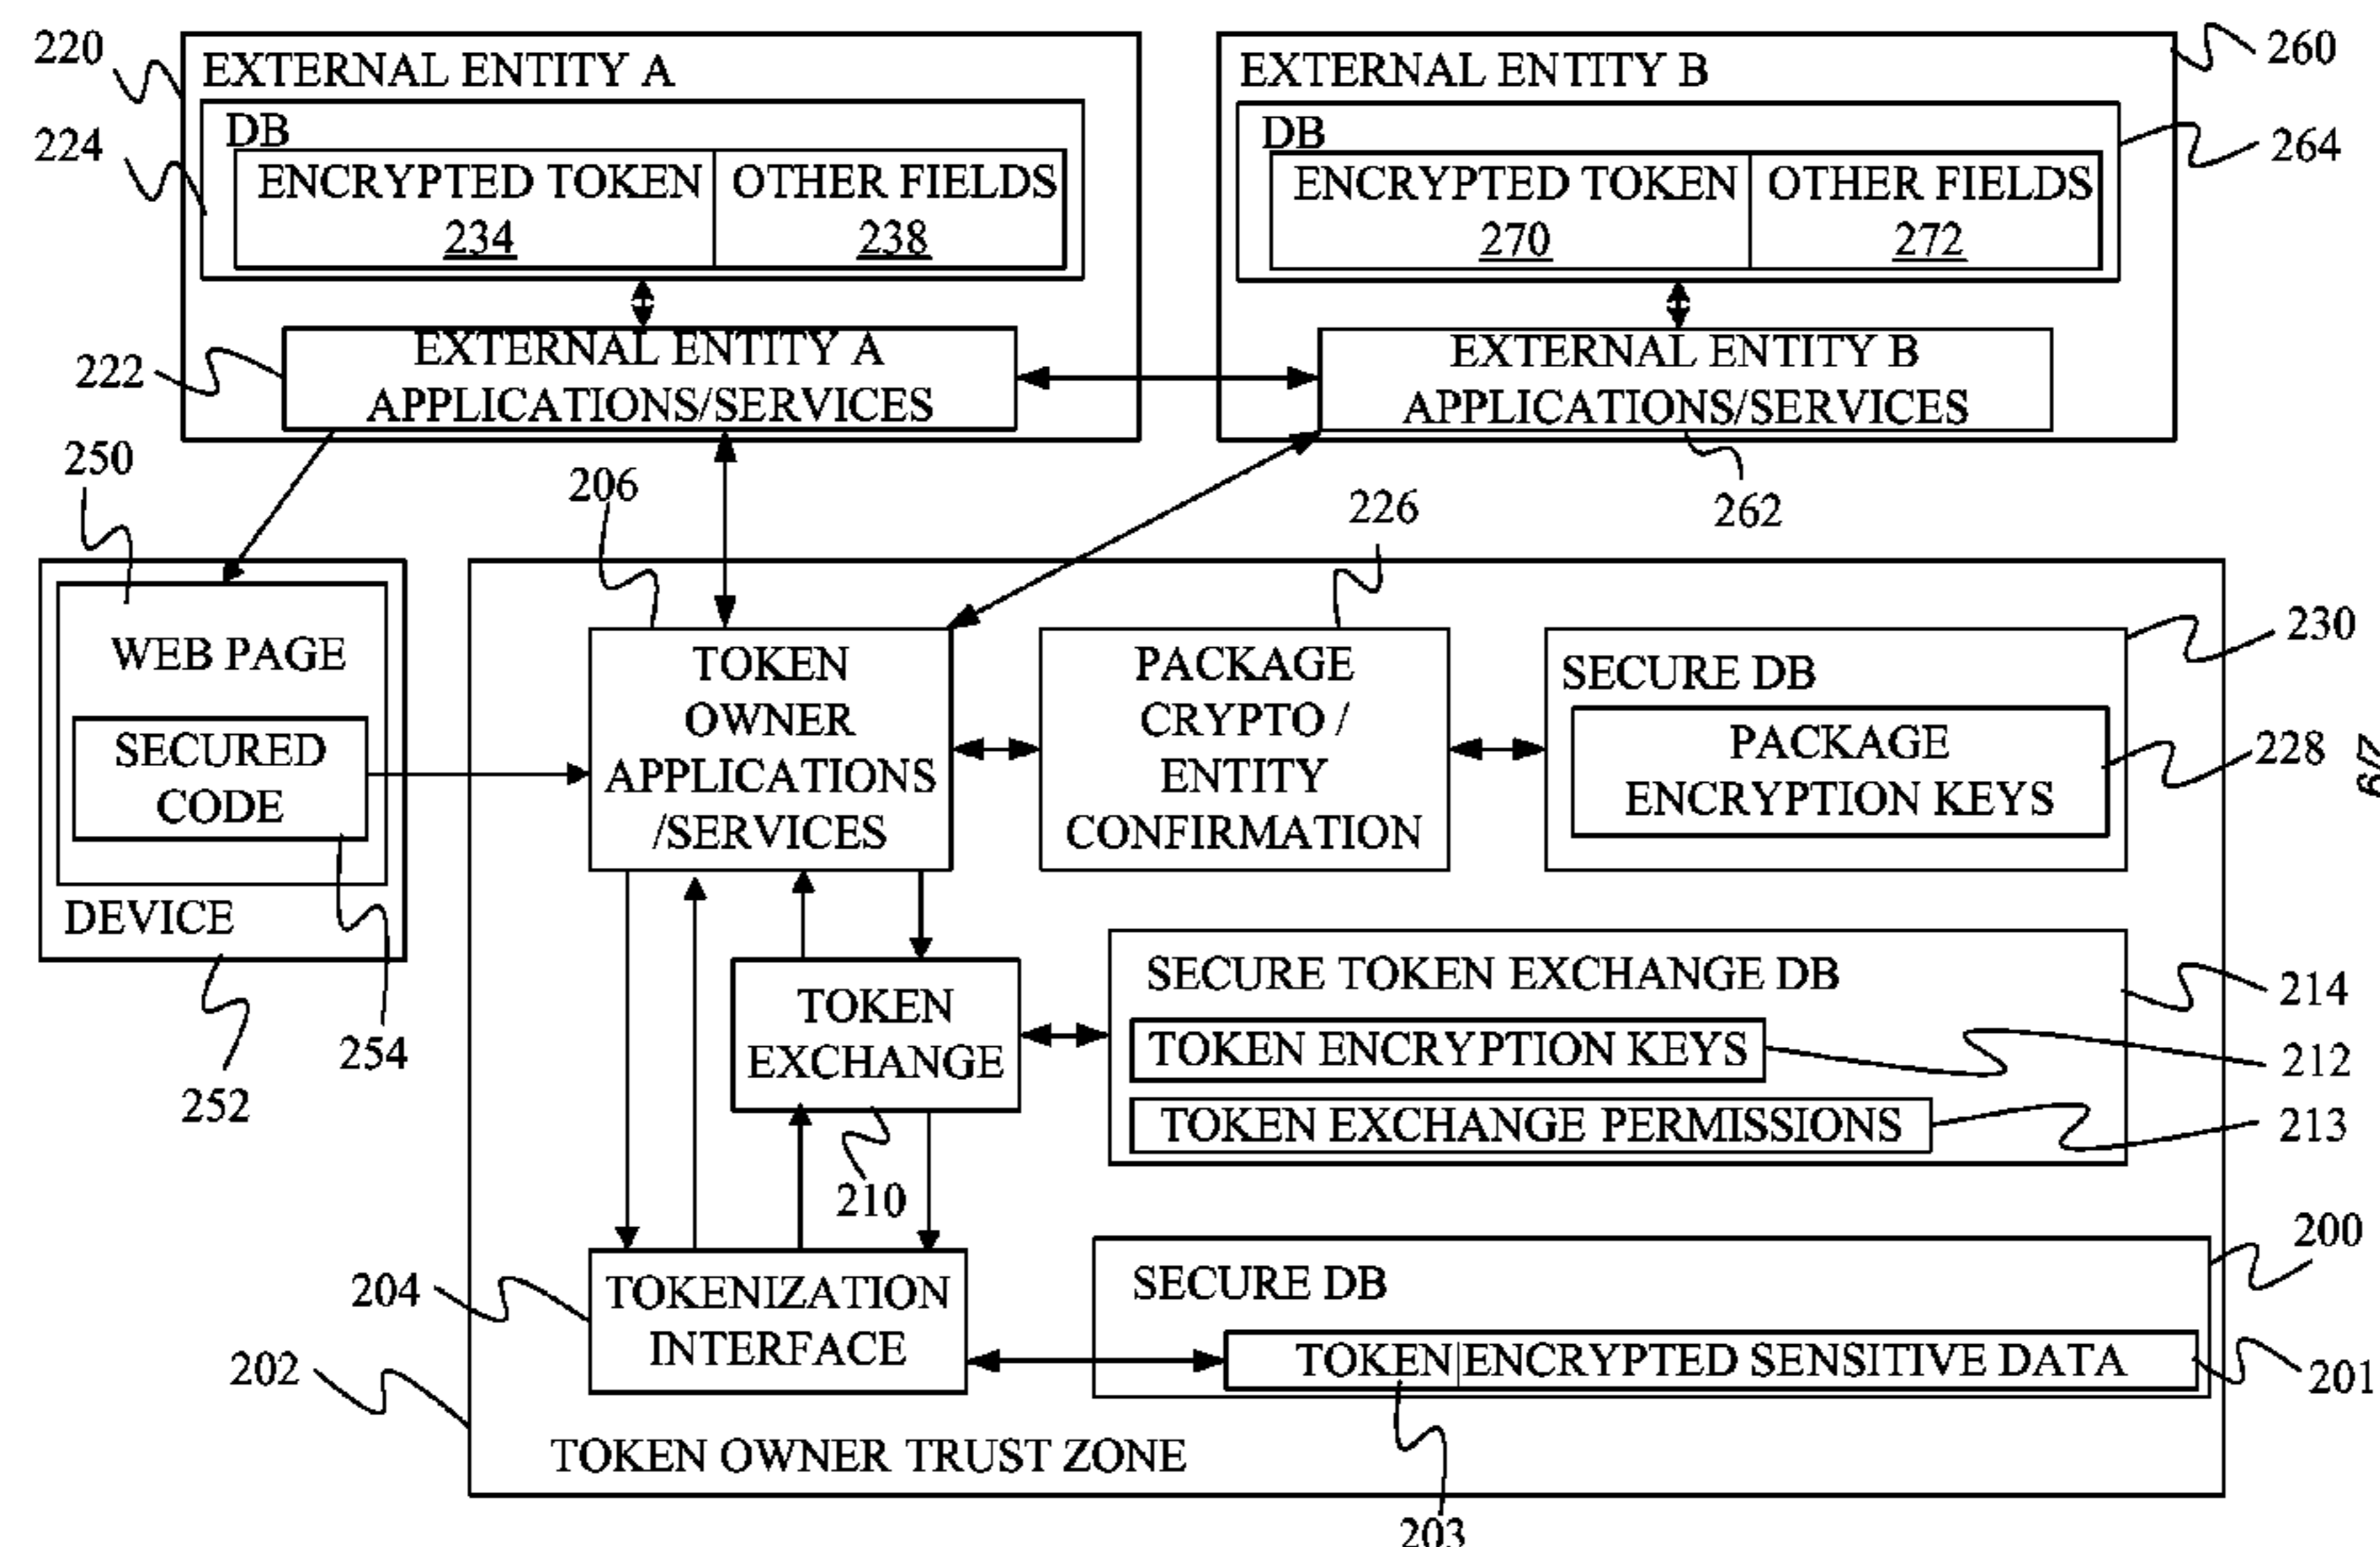 220
EXTERNAL ENTITY A
EXTERNAL ENTITY B
260
224
DB
DB
264
ENCRYPTED TOKEN
234
OTHER FIELDS
238
ENCRYPTED TOKEN
270
OTHER FIELDS
272
222
EXTERNAL ENTITY A
APPLICATIONS/SERVICES
EXTERNAL ENTITY B
APPLICATIONS/SERVICES
250
206
226
262
WEB PAGE
SECURED
CODE
DEVICE
254
252
TOKEN
OWNER
APPLICATIONS
/SERVICES
PACKAGE
CRYPTO /
ENTITY
CONFIRMATION
SECURE DB
PACKAGE
ENCRYPTION KEYS
230
228
2/9
TOKEN
EXCHANGE
210
SECURE TOKEN EXCHANGE DB
TOKEN ENCRYPTION KEYS
TOKEN EXCHANGE PERMISSIONS
214
212
213
204
TOKENIZATION
INTERFACE
SECURE DB
TOKEN ENCRYPTED SENSITIVE DATA
200
201
202
TOKEN OWNER TRUST ZONE
203